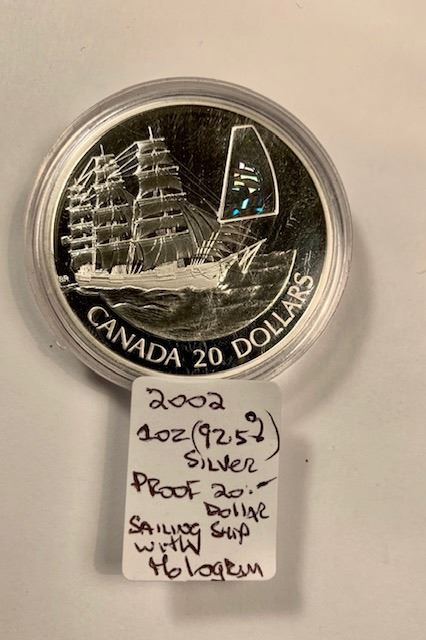 CANADA 20 DOLLARS
2002
1oz (92.5%)
SILVER
PROOF 20.-
DOLLAR
SAILING SHIP
WITH
Hologram